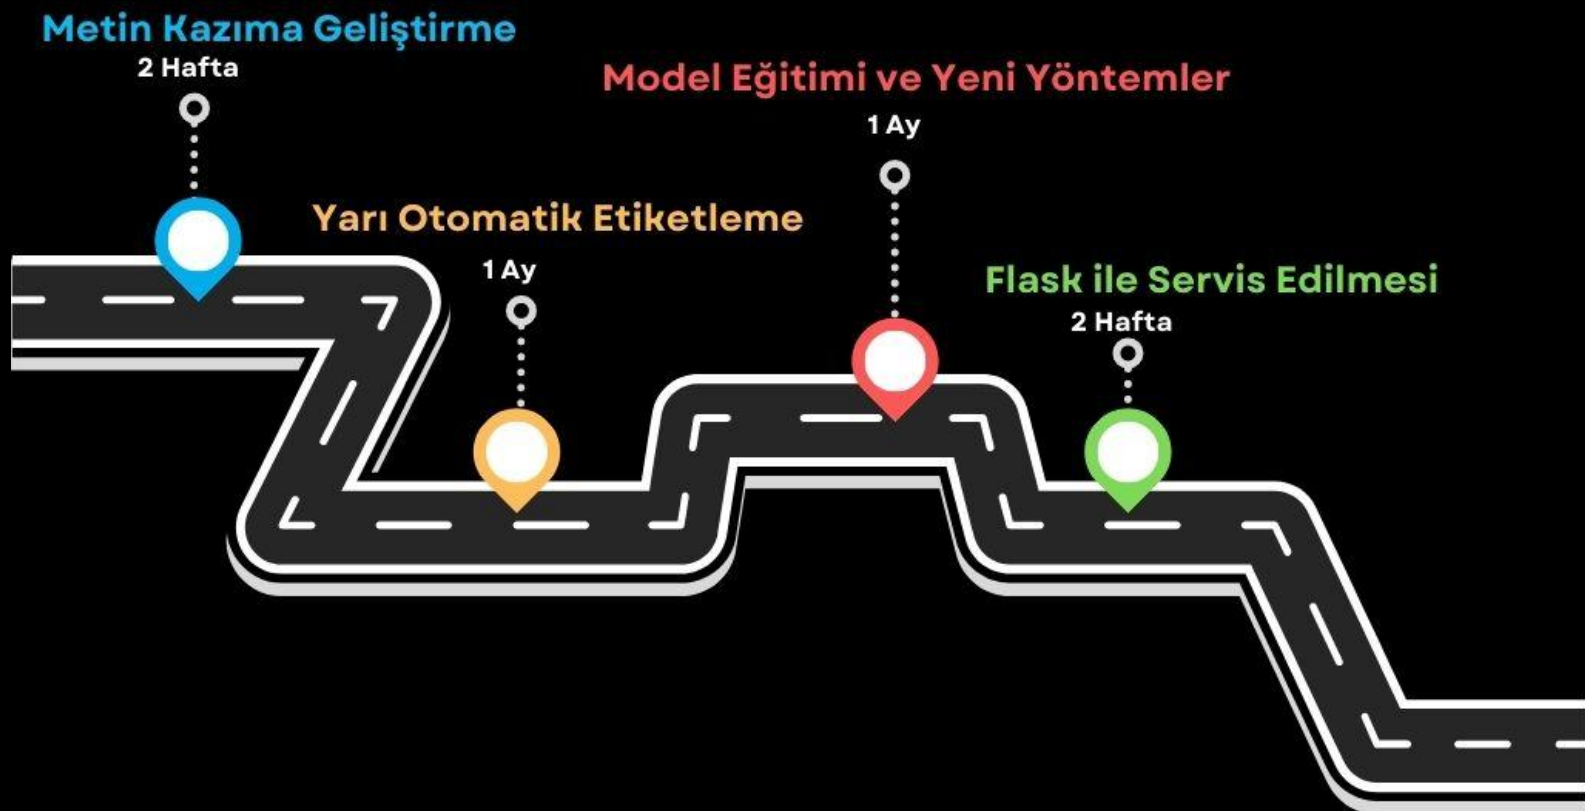 Metin Kazıma Geliştirme
2 Hafta
Yarı Otomatik Etiketleme
1 Ay
Model Eğitimi ve Yeni Yöntemler
1 Ay
Flask ile Servis Edilmesi
2 Hafta